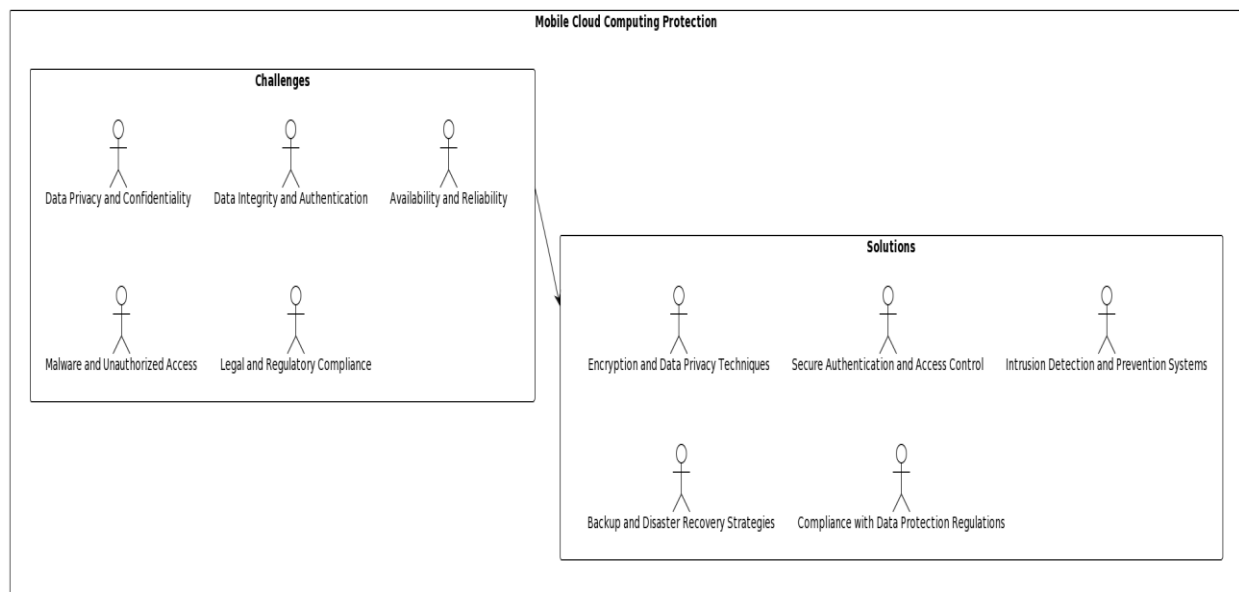 Mobile Cloud Computing Protection
Challenges
Data Privacy and Confidentiality
Data Integrity and Authentication
Availability and Reliability
Malware and Unauthorized Access
Legal and Regulatory Compliance
Solutions
Encryption and Data Privacy Techniques
Secure Authentication and Access Control
Intrusion Detection and Prevention Systems
Backup and Disaster Recovery Strategies
Compliance with Data Protection Regulations